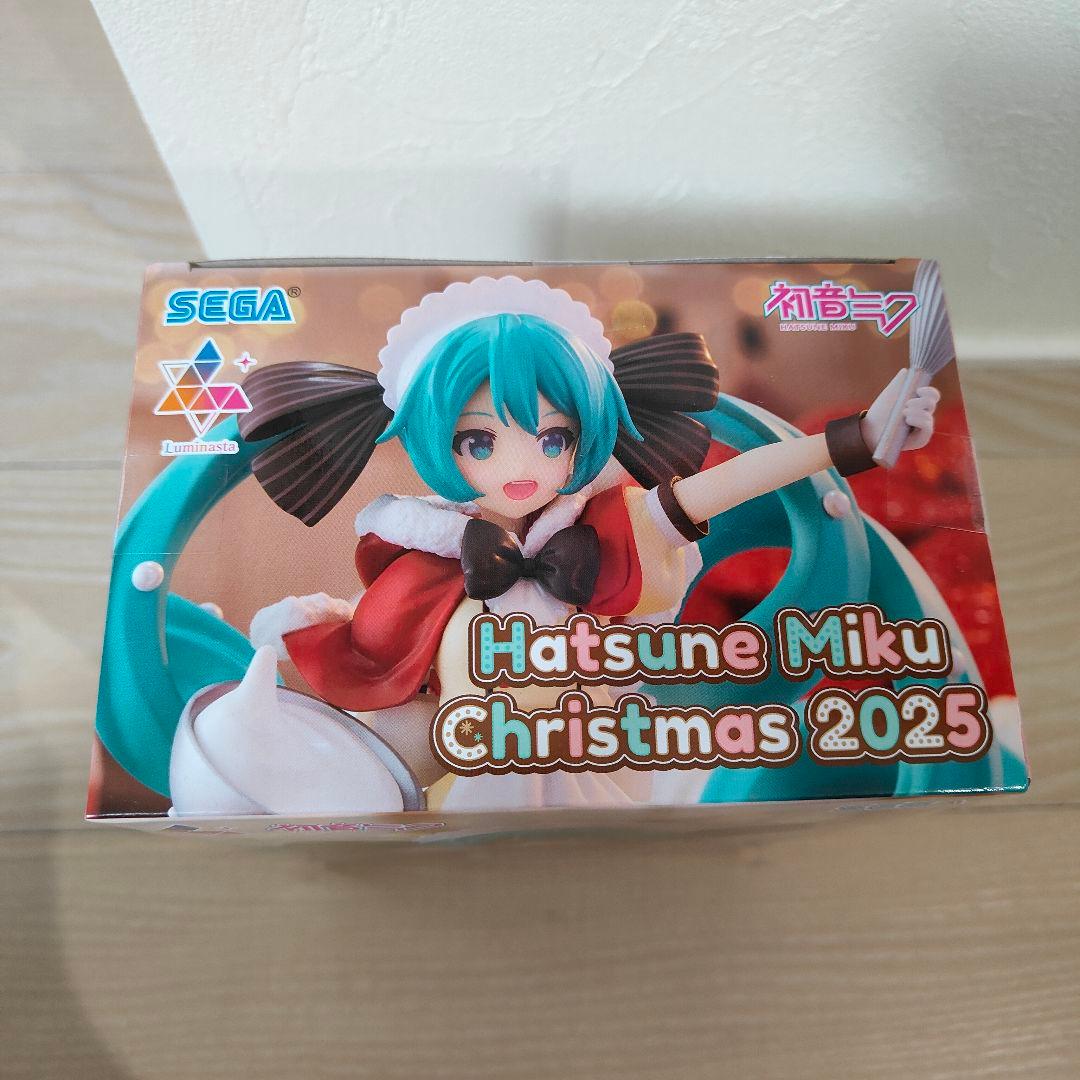 SEGA®
初音ミク
HATSUNE MIKU
Luminasta
Hatsune Miku
Christmas 2025